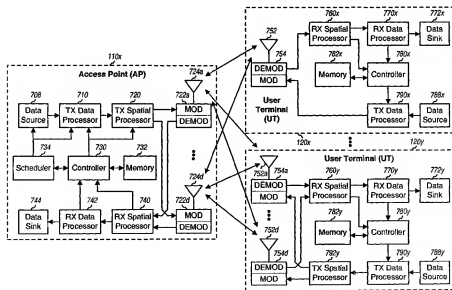 110x
Access Point (AP)
708
Data Source
710
TX Data Processor
720
TX Spatial Processor
724a
722a
MOD
DEMOD
734
Scheduler
730
Controller
732
Memory
744
Data Sink
742
RX Data Processor
740
RX Spatial Processor
724d
722d
MOD
DEMOD
752
754
DEMOD
MOD
760x
RX Spatial Processor
770x
RX Data Processor
772x
Data Sink
762x
Memory
780x
Controller
User Terminal (UT)
790x
TX Data Processor
788x
Data Source
120x
120y
User Terminal (UT)
752a
754a
DEMOD
MOD
760y
RX Spatial Processor
770y
RX Data Processor
772y
Data Sink
Memory
780y
Controller
752d
754d
DEMOD
MOD
792y
TX Spatial Processor
790y
TX Data Processor
788y
Data Source